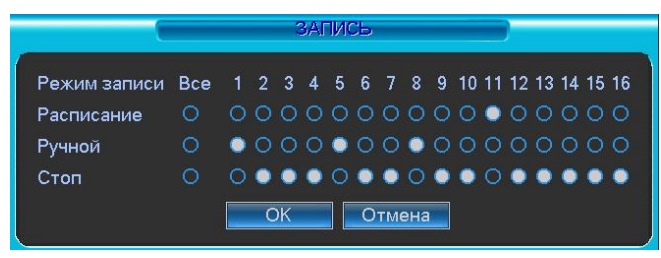 ЗАПИСЬ
Режим записи Все 1 2 3 4 5 6 7 8 9 10 11 12 13 14 15 16
Расписание
Ручной
Стоп
OK Отмена